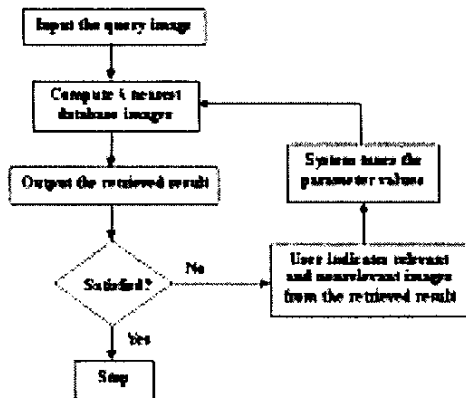 Input the query image
Compute k nearest
database images
Output the retrieved result
System tunes the
parameter values
Satisfied?
No
User indicates relevant
and nonrelevant images
from the retrieved result
Yes
Stop